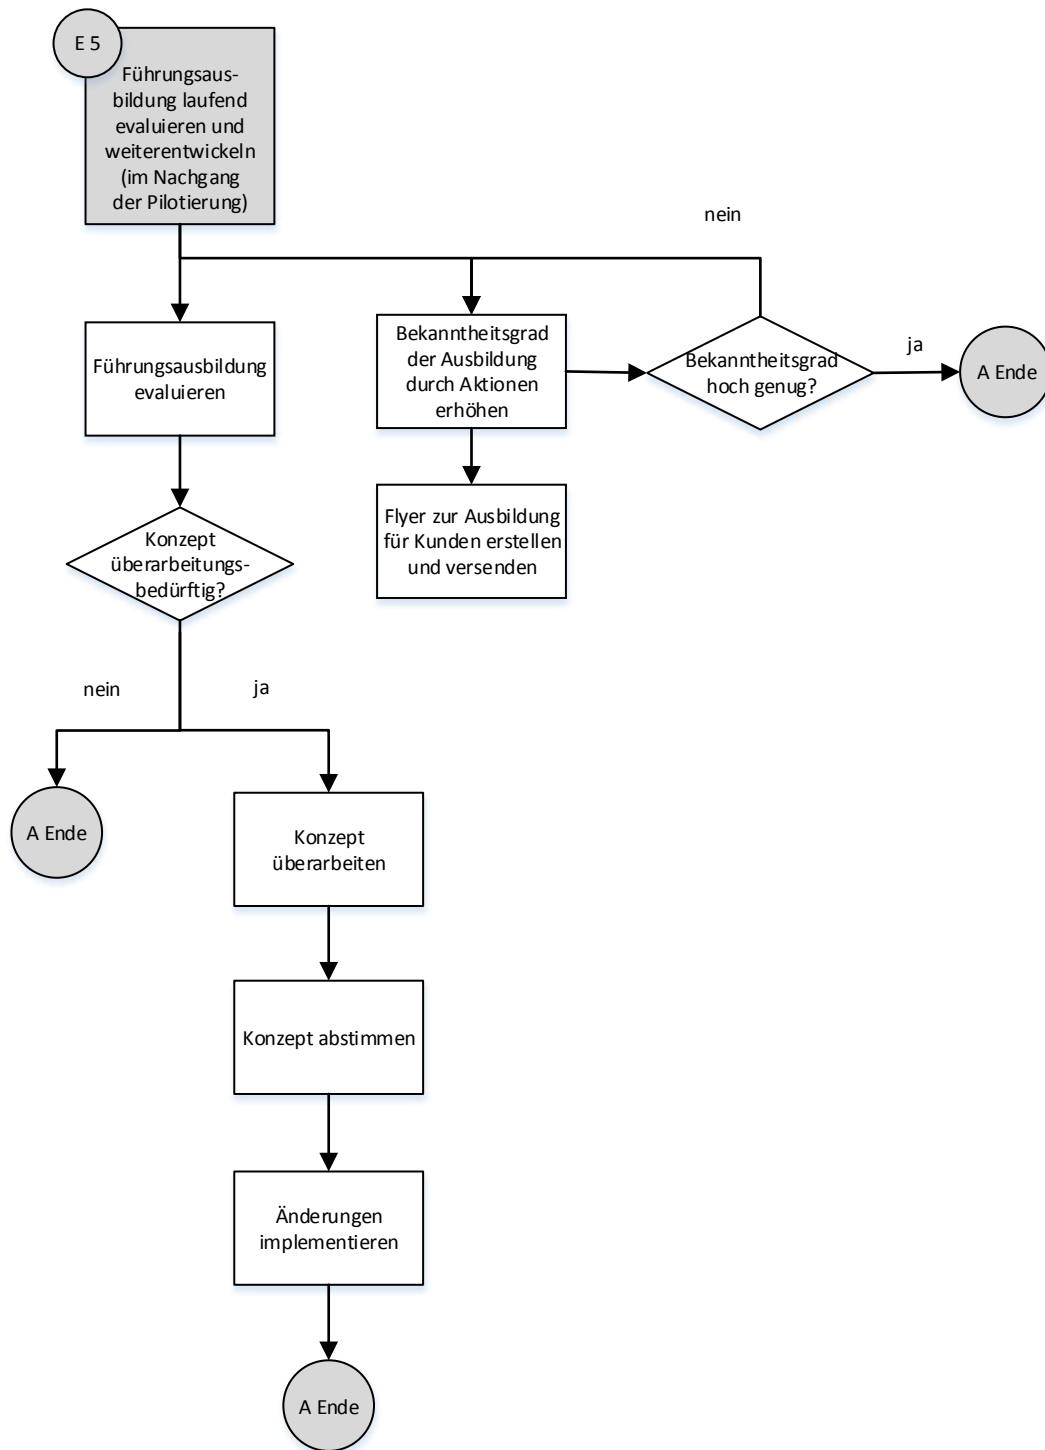 E 5
Führungsaus-
bildung laufend
evaluieren und
weiterentwickeln
(im Nachgang
der Pilotierung)
nein
Führungsausbildung
evaluieren
Bekanntheitsgrad
der Ausbildung
durch Aktionen
erhöhen
Bekanntheitsgrad
hoch genug?
ja
A Ende
Flyer zur Ausbildung
für Kunden erstellen
und versenden
Konzept
überarbeitungs-
bedürftig?
nein
ja
A Ende
Konzept
überarbeiten
Konzept abstimmen
Änderungen
implementieren
A Ende